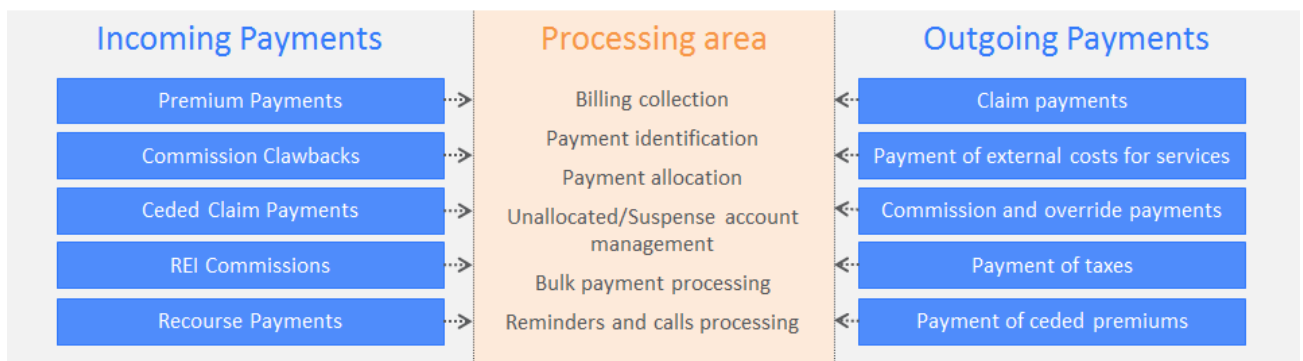 Incoming Payments
Premium Payments
Commission Clawbacks
Ceded Claim Payments
REI Commissions
Recourse Payments
Processing area
Billing collection
Payment identification
Payment allocation
Unallocated/Suspense account
management
Bulk payment processing
Reminders and calls processing
Outgoing Payments
Claim payments
Payment of external costs for services
Commission and override payments
Payment of taxes
Payment of ceded premiums